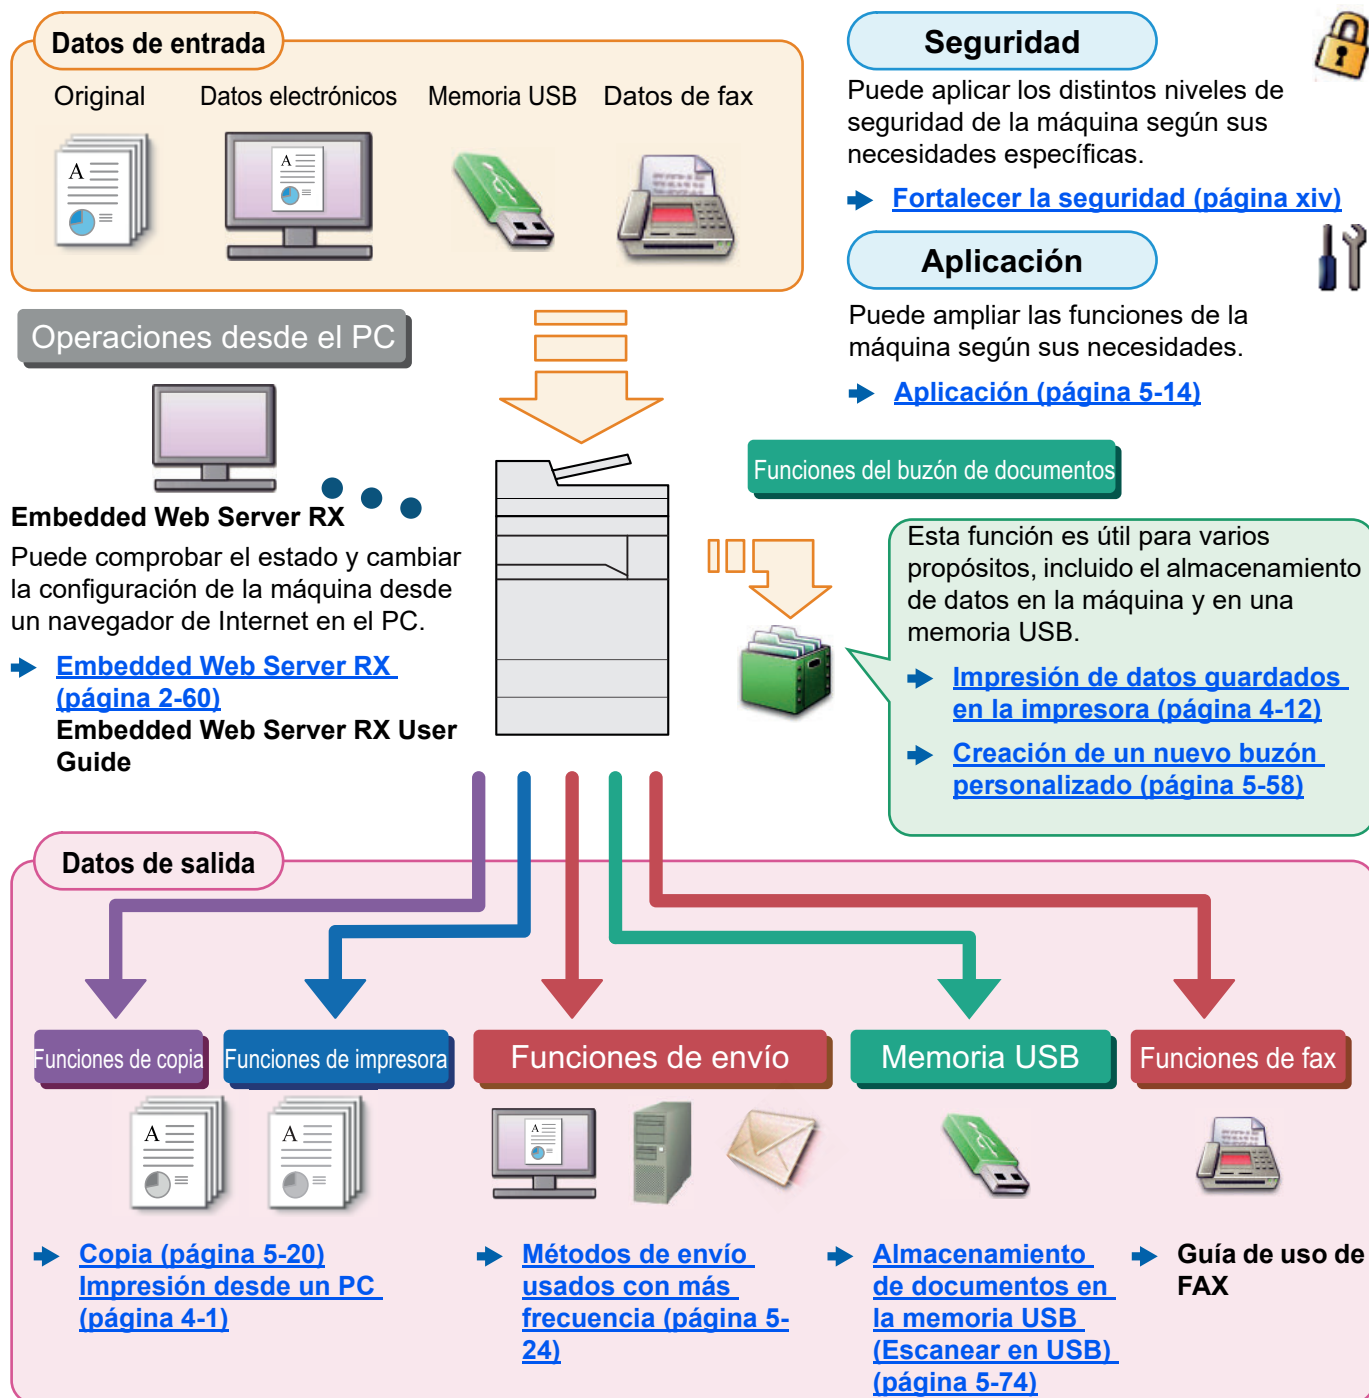 Datos de entrada
Original
Datos electrónicos
Memoria USB
Datos de fax
Seguridad
Puede aplicar los distintos niveles de
seguridad de la máquina según sus
necesidades específicas.
Fortalecer la seguridad (página xiv)
Aplicación
Puede ampliar las funciones de la
máquina según sus necesidades.
Aplicación (página 5-14)
Operaciones desde el PC
Embedded Web Server RX
Puede comprobar el estado y cambiar
la configuración de la máquina desde
un navegador de Internet en el PC.
Embedded Web Server RX
(página 2-60)
Embedded Web Server RX User
Guide
Funciones del buzón de documentos
Esta función es útil para varios
propósitos, incluido el almacenamiento
de datos en la máquina y en una
memoria USB.
Impresión de datos guardados
en la impresora (página 4-12)
Creación de un nuevo buzón
personalizado (página 5-58)
Datos de salida
Funciones de copia
Funciones de impresora
Funciones de envío
Memoria USB
Funciones de fax
Copia (página 5-20)
Impresión desde un PC
(página 4-1)
Métodos de envío
usados con más
frecuencia (página 5-
24)
Almacenamiento
de documentos en
la memoria USB
(Escanear en USB)
(página 5-74)
Guía de uso de
FAX